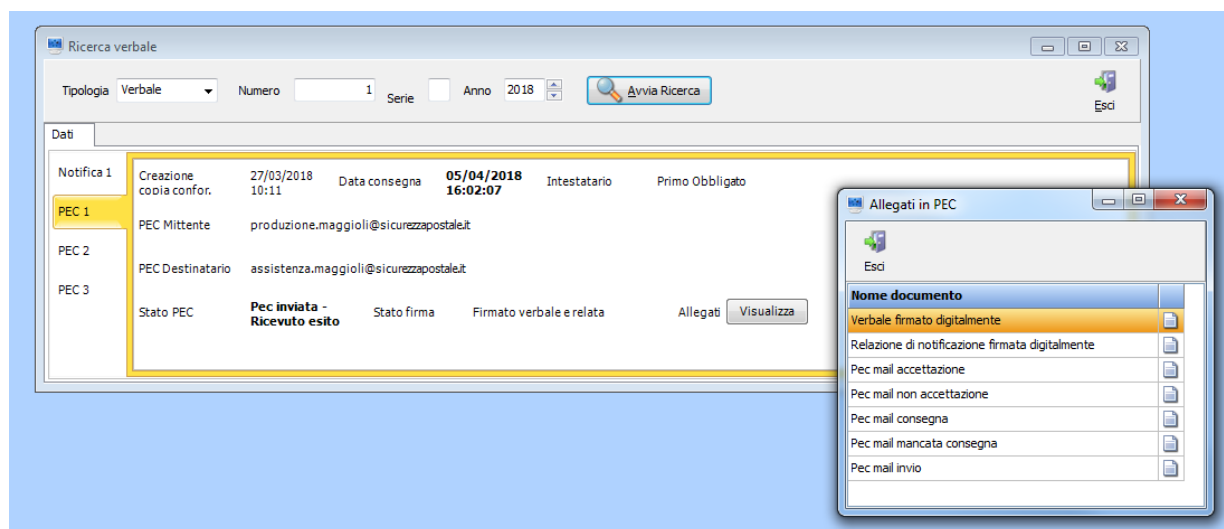 Ricerca verbale
Tipologia Verbale Numero 1 Serie Anno 2018 Avvia Ricerca
Esci
Dati
Notifica 1
PEC 1
PEC 2
PEC 3
Creazione copia confor. 27/03/2018 10:11 Data consegna 05/04/2018 16:02:07 Intestatario Primo Obbligato
PEC Mittente produzione.maggioli@sicurezzapostale.it
PEC Destinatario assistenza.maggioli@sicurezzapostale.it
Stato PEC Pec inviata - Ricevuto esito Stato firma Firmato verbale e relata Allegati Visualizza
Allegati in PEC
Esci
Nome documento
Verbale firmato digitalmente
Relazione di notificazione firmata digitalmente
Pec mail accettazione
Pec mail non accettazione
Pec mail consegna
Pec mail mancata consegna
Pec mail invio